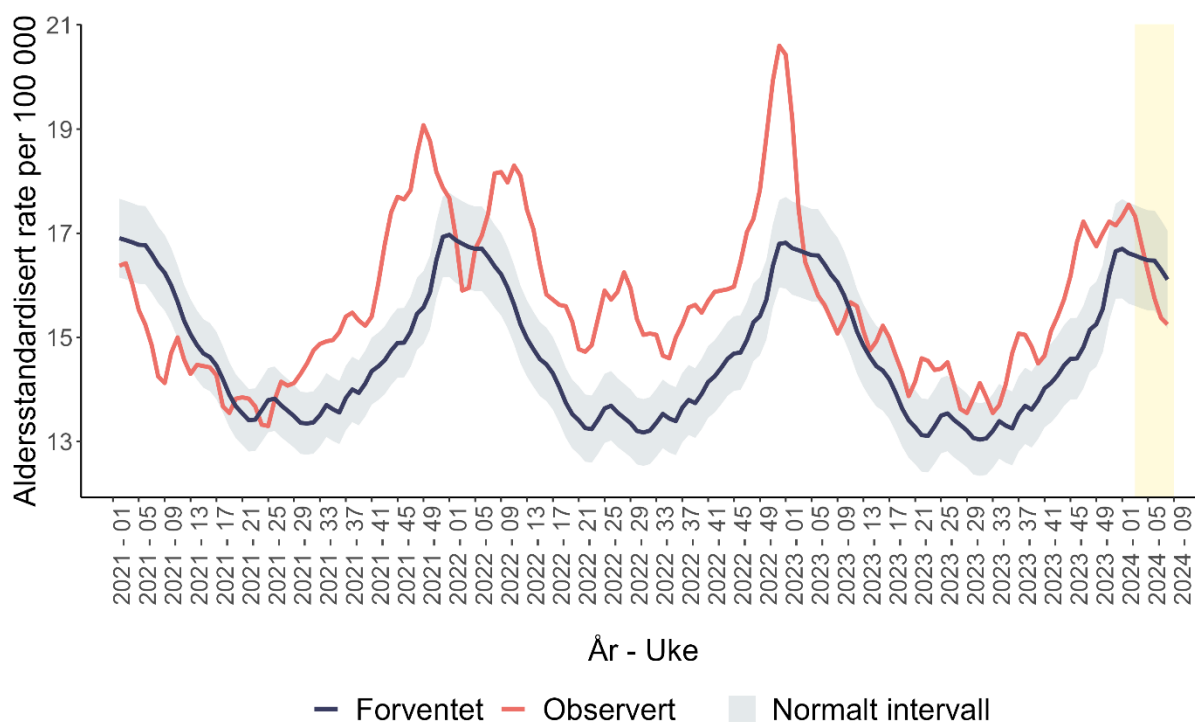 Aldersstandardisert rate per 100 000
21
19
17
15
13
2021 - 01
2021 - 05
2021 - 09
2021 - 13
2021 - 17
2021 - 21
2021 - 25
2021 - 29
2021 - 33
2021 - 37
2021 - 41
2021 - 45
2021 - 49
2022 - 01
2022 - 05
2022 - 09
2022 - 13
2022 - 17
2022 - 21
2022 - 25
2022 - 29
2022 - 33
2022 - 37
2022 - 41
2022 - 45
2022 - 49
2023 - 01
2023 - 05
2023 - 09
2023 - 13
2023 - 17
2023 - 21
2023 - 25
2023 - 29
2023 - 33
2023 - 37
2023 - 41
2023 - 45
2023 - 49
2024 - 01
2024 - 05
2024 - 09
År - Uke
Forventet Observert Normalt intervall